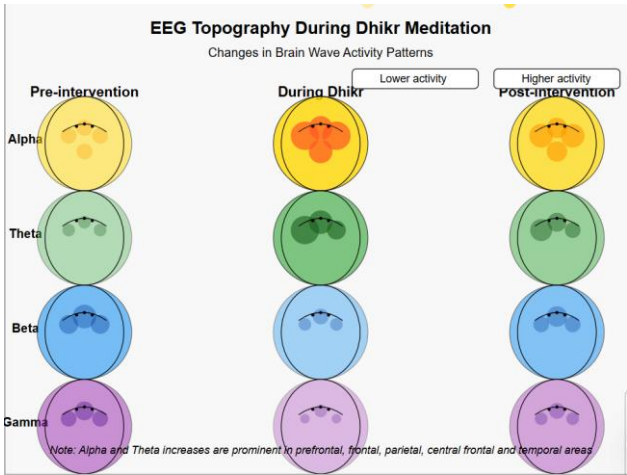 EEG Topography During Dhikr Meditation
Changes in Brain Wave Activity Patterns
Lower activity
Higher activity
Pre-intervention
During Dhikr
Post-intervention
Alpha
Theta
Beta
Gamma
Note: Alpha and Theta increases are prominent in prefrontal, frontal, parietal, central frontal and temporal areas